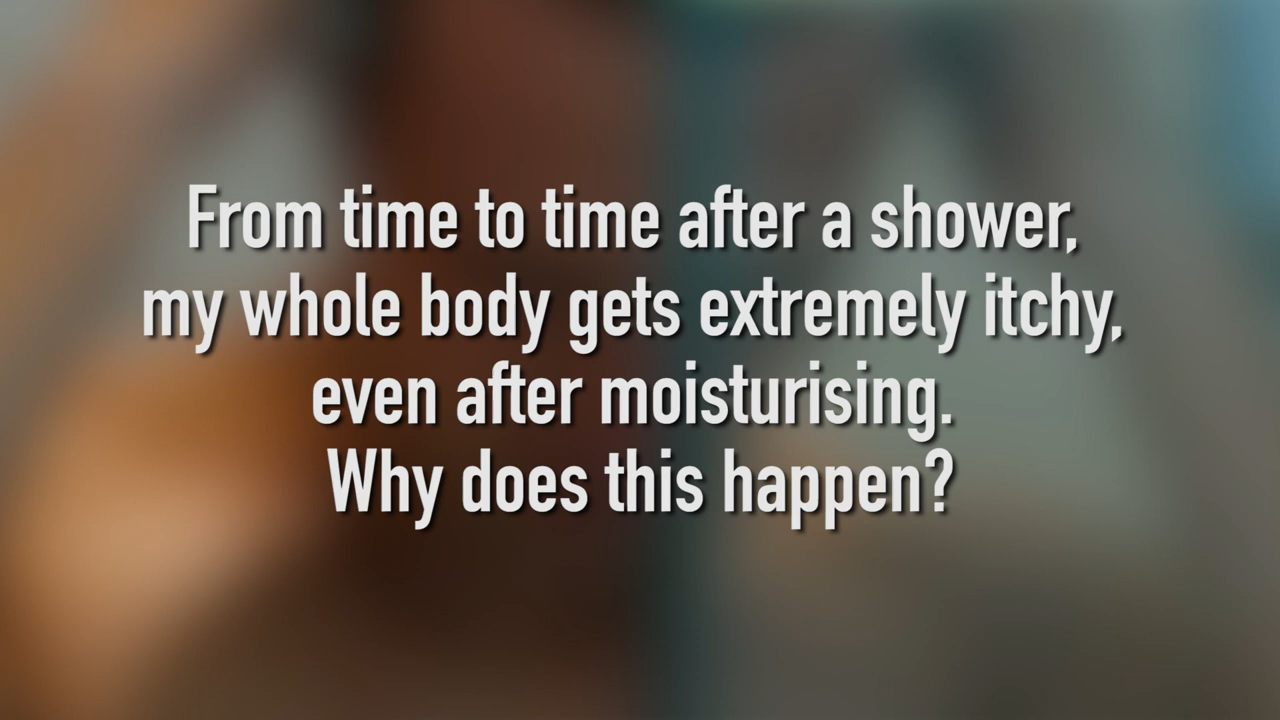 From time to time after a shower,
my whole body gets extremely itchy,
even after moisturising.
Why does this happen?